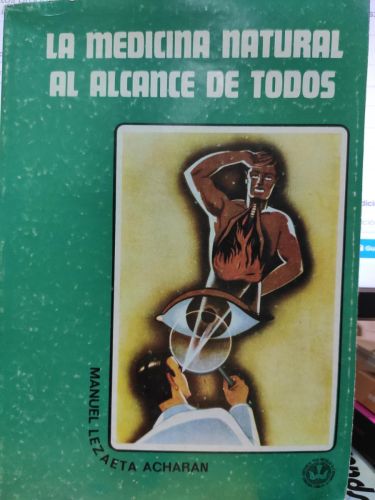 LA MEDICINA NATURAL
AL ALCANCE DE TODOS
MANUEL LEZAETA ACHARAN